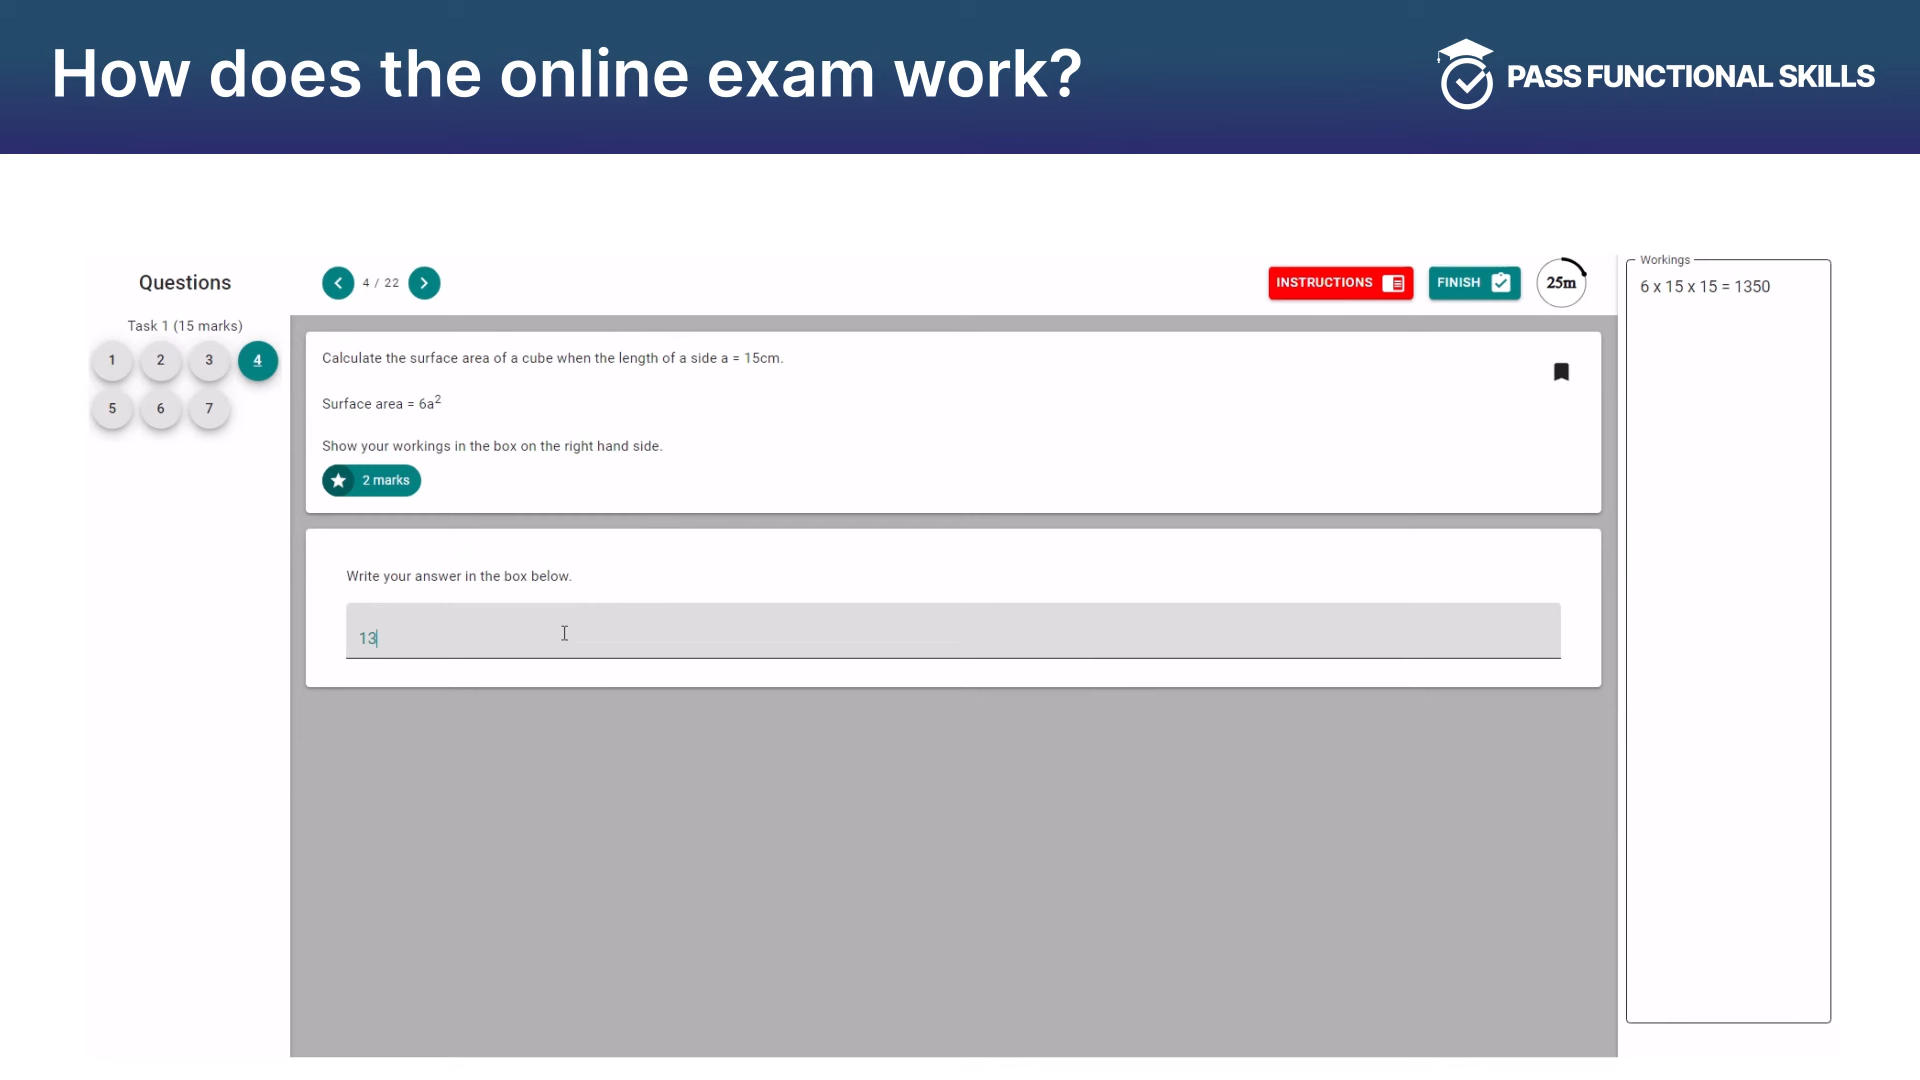 How does the online exam work?
PASS FUNCTIONAL SKILLS
Questions
Task 1 (15 marks)
1 2 3 4
5 6 7
4 / 22
INSTRUCTIONS
FINISH
25m
Calculate the surface area of a cube when the length of a side a = 15cm.
Surface area = 6a²
Show your workings in the box on the right hand side.
2 marks
Write your answer in the box below.
13
Workings
6 x 15 x 15 = 1350